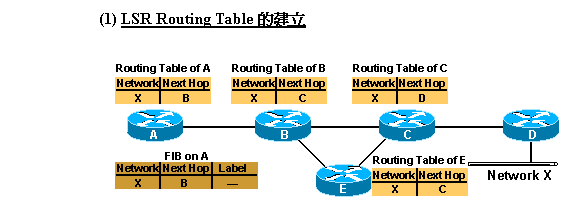 (1) LSR Routing Table 的建立
Routing Table of A
Network Next Hop
X B
Routing Table of B
Network Next Hop
X C
Routing Table of C
Network Next Hop
X D
A
B
C
D
FIB on A
Network Next Hop Label
X B —
E
Routing Table of E
Network Next Hop
X C
Network X